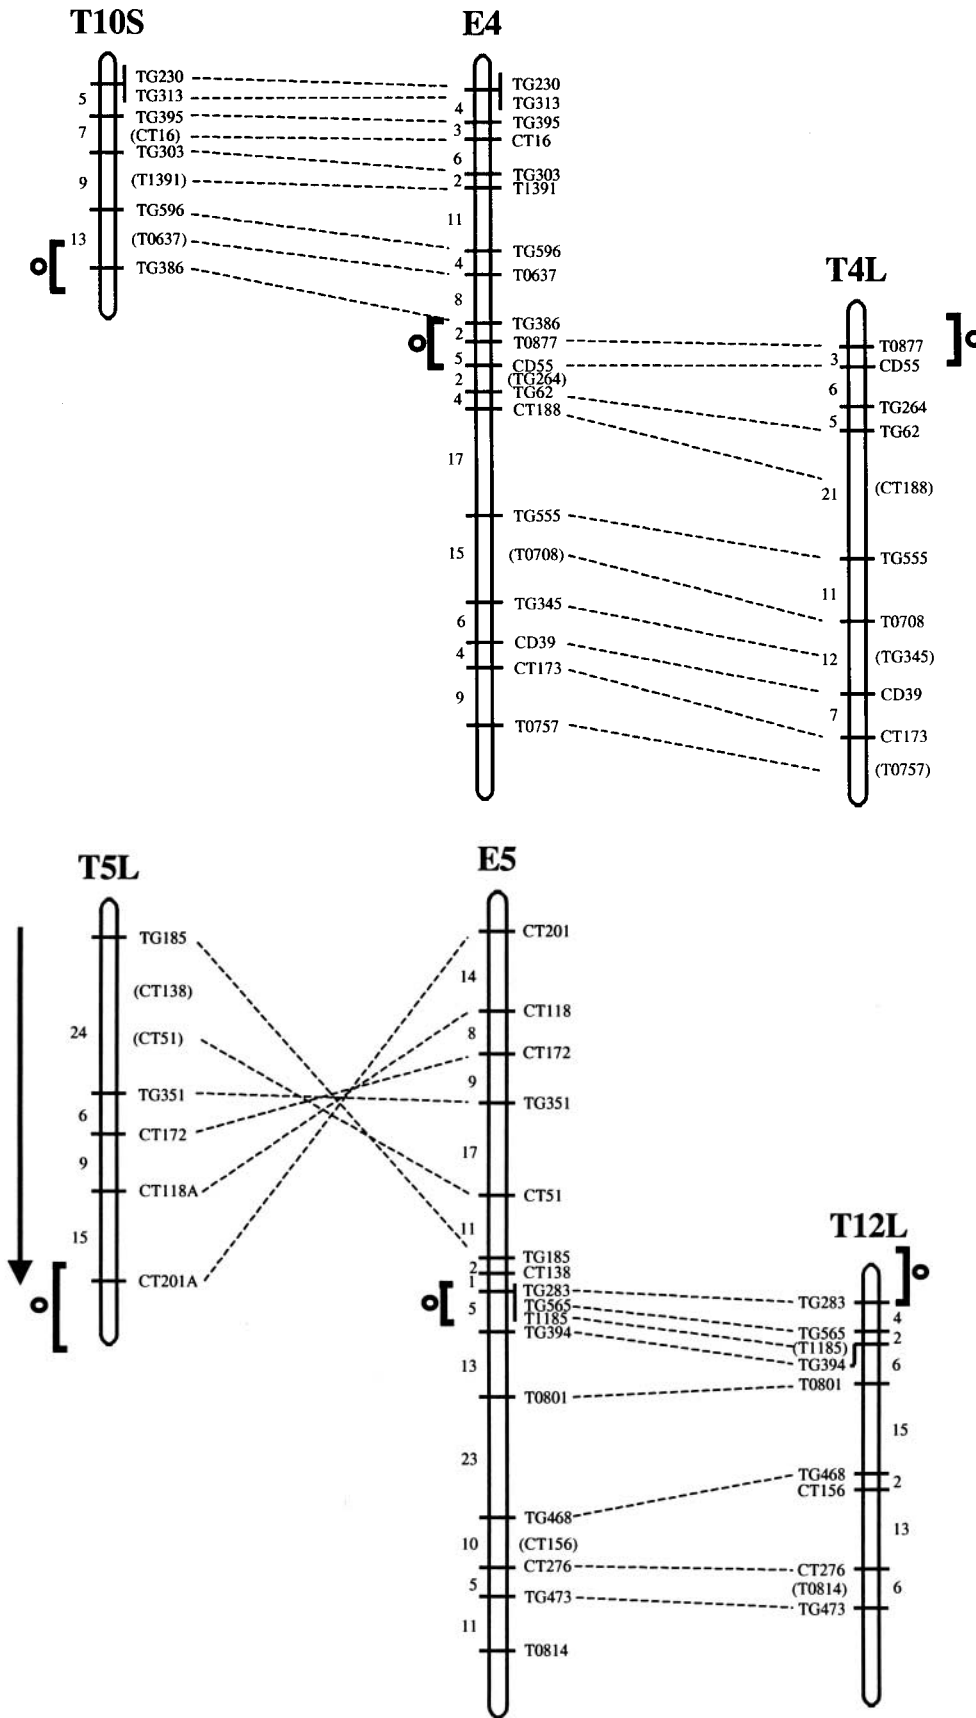 T10S
TG230
5
TG313
TG395
7
(CT16)
TG303
9
(T1391)
TG596
13
(T0637)
TG386
E4
TG230
TG313
4
TG395
3
CT16
6
TG303
2
T1391
11
TG596
4
T0637
8
TG386
2
T0877
5
CD55
2
(TG264)
TG62
4
CT188
17
TG555
15
(T0708)
TG345
6
CD39
4
CT173
9
T0757
T4L
T0877
3
CD55
6
TG264
5
TG62
21
(CT188)
TG555
11
T0708
12
(TG345)
CD39
7
CT173
(T0757)
T5L
TG185
(CT138)
24
(CT51)
TG351
6
CT172
9
CT118A
15
CT201A
E5
CT201
14
CT118
8
CT172
9
TG351
17
CT51
11
TG185
2
CT138
1
TG283
5
TG565
T1185
TG394
13
T0801
23
TG468
10
(CT156)
CT276
5
TG473
11
T0814
T12L
TG283
4
TG565
2
(T1185)
TG394
6
T0801
15
TG468
2
CT156
13
CT276
(T0814)
6
TG473